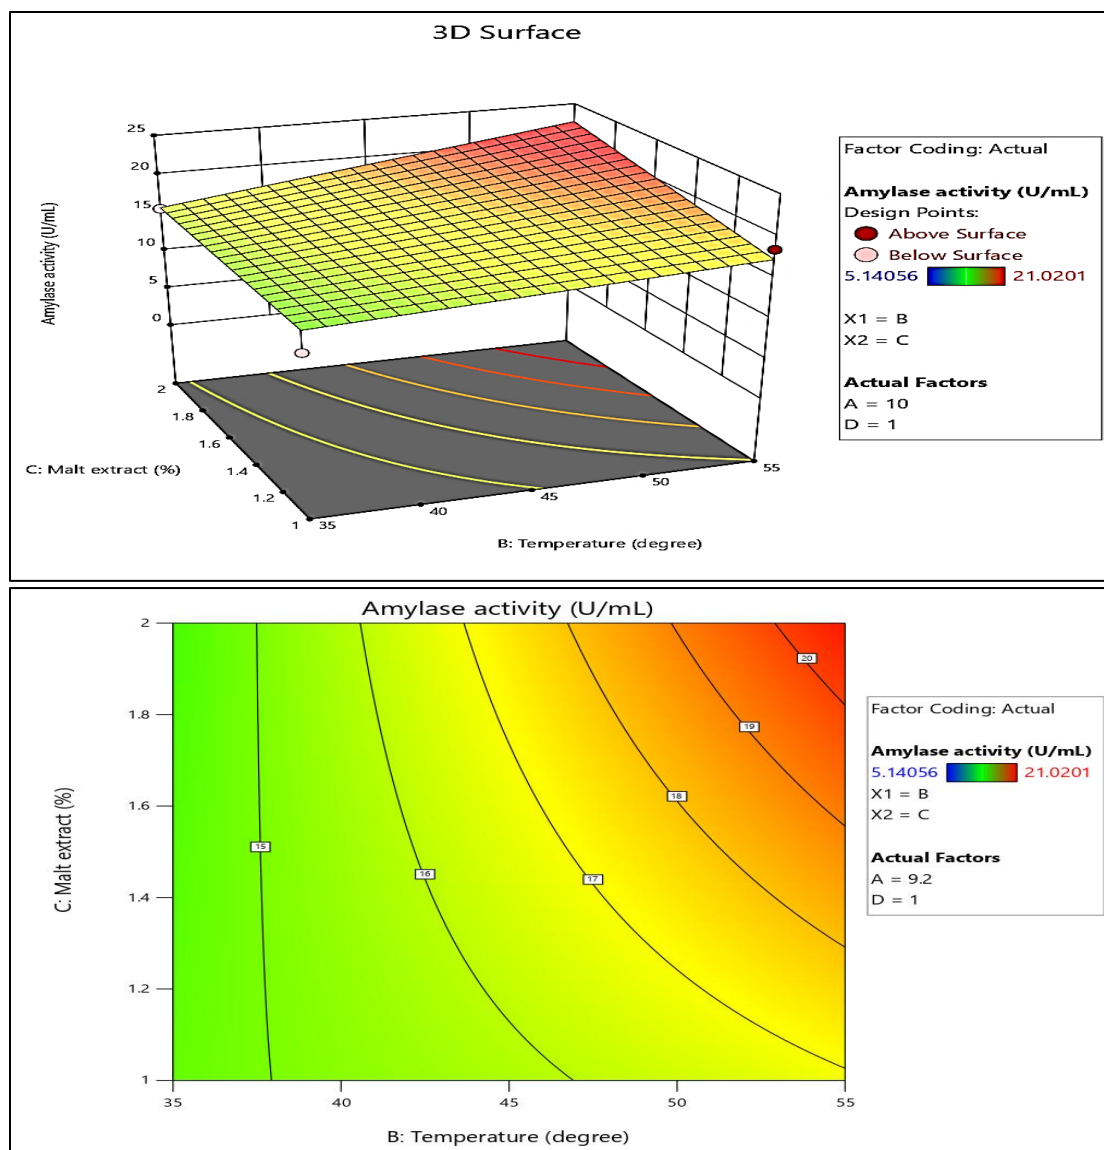 3D Surface
25
20
15
10
5
0
Amylase activity (U/mL)
2
1.8
1.6
1.4
1.2
1
C: Malt extract (%)
35
40
45
50
55
B: Temperature (degree)
Factor Coding: Actual
Amylase activity (U/mL)
Design Points:
Above Surface
Below Surface
5.14056 21.0201
X1 = B
X2 = C
Actual Factors
A = 10
D = 1
Amylase activity (U/mL)
2
1.8
1.6
1.4
1.2
1
C: Malt extract (%)
15
16
17
18
19
20
35 40 45 50 55
B: Temperature (degree)
Factor Coding: Actual
Amylase activity (U/mL)
5.14056 21.0201
X1 = B
X2 = C
Actual Factors
A = 9.2
D = 1